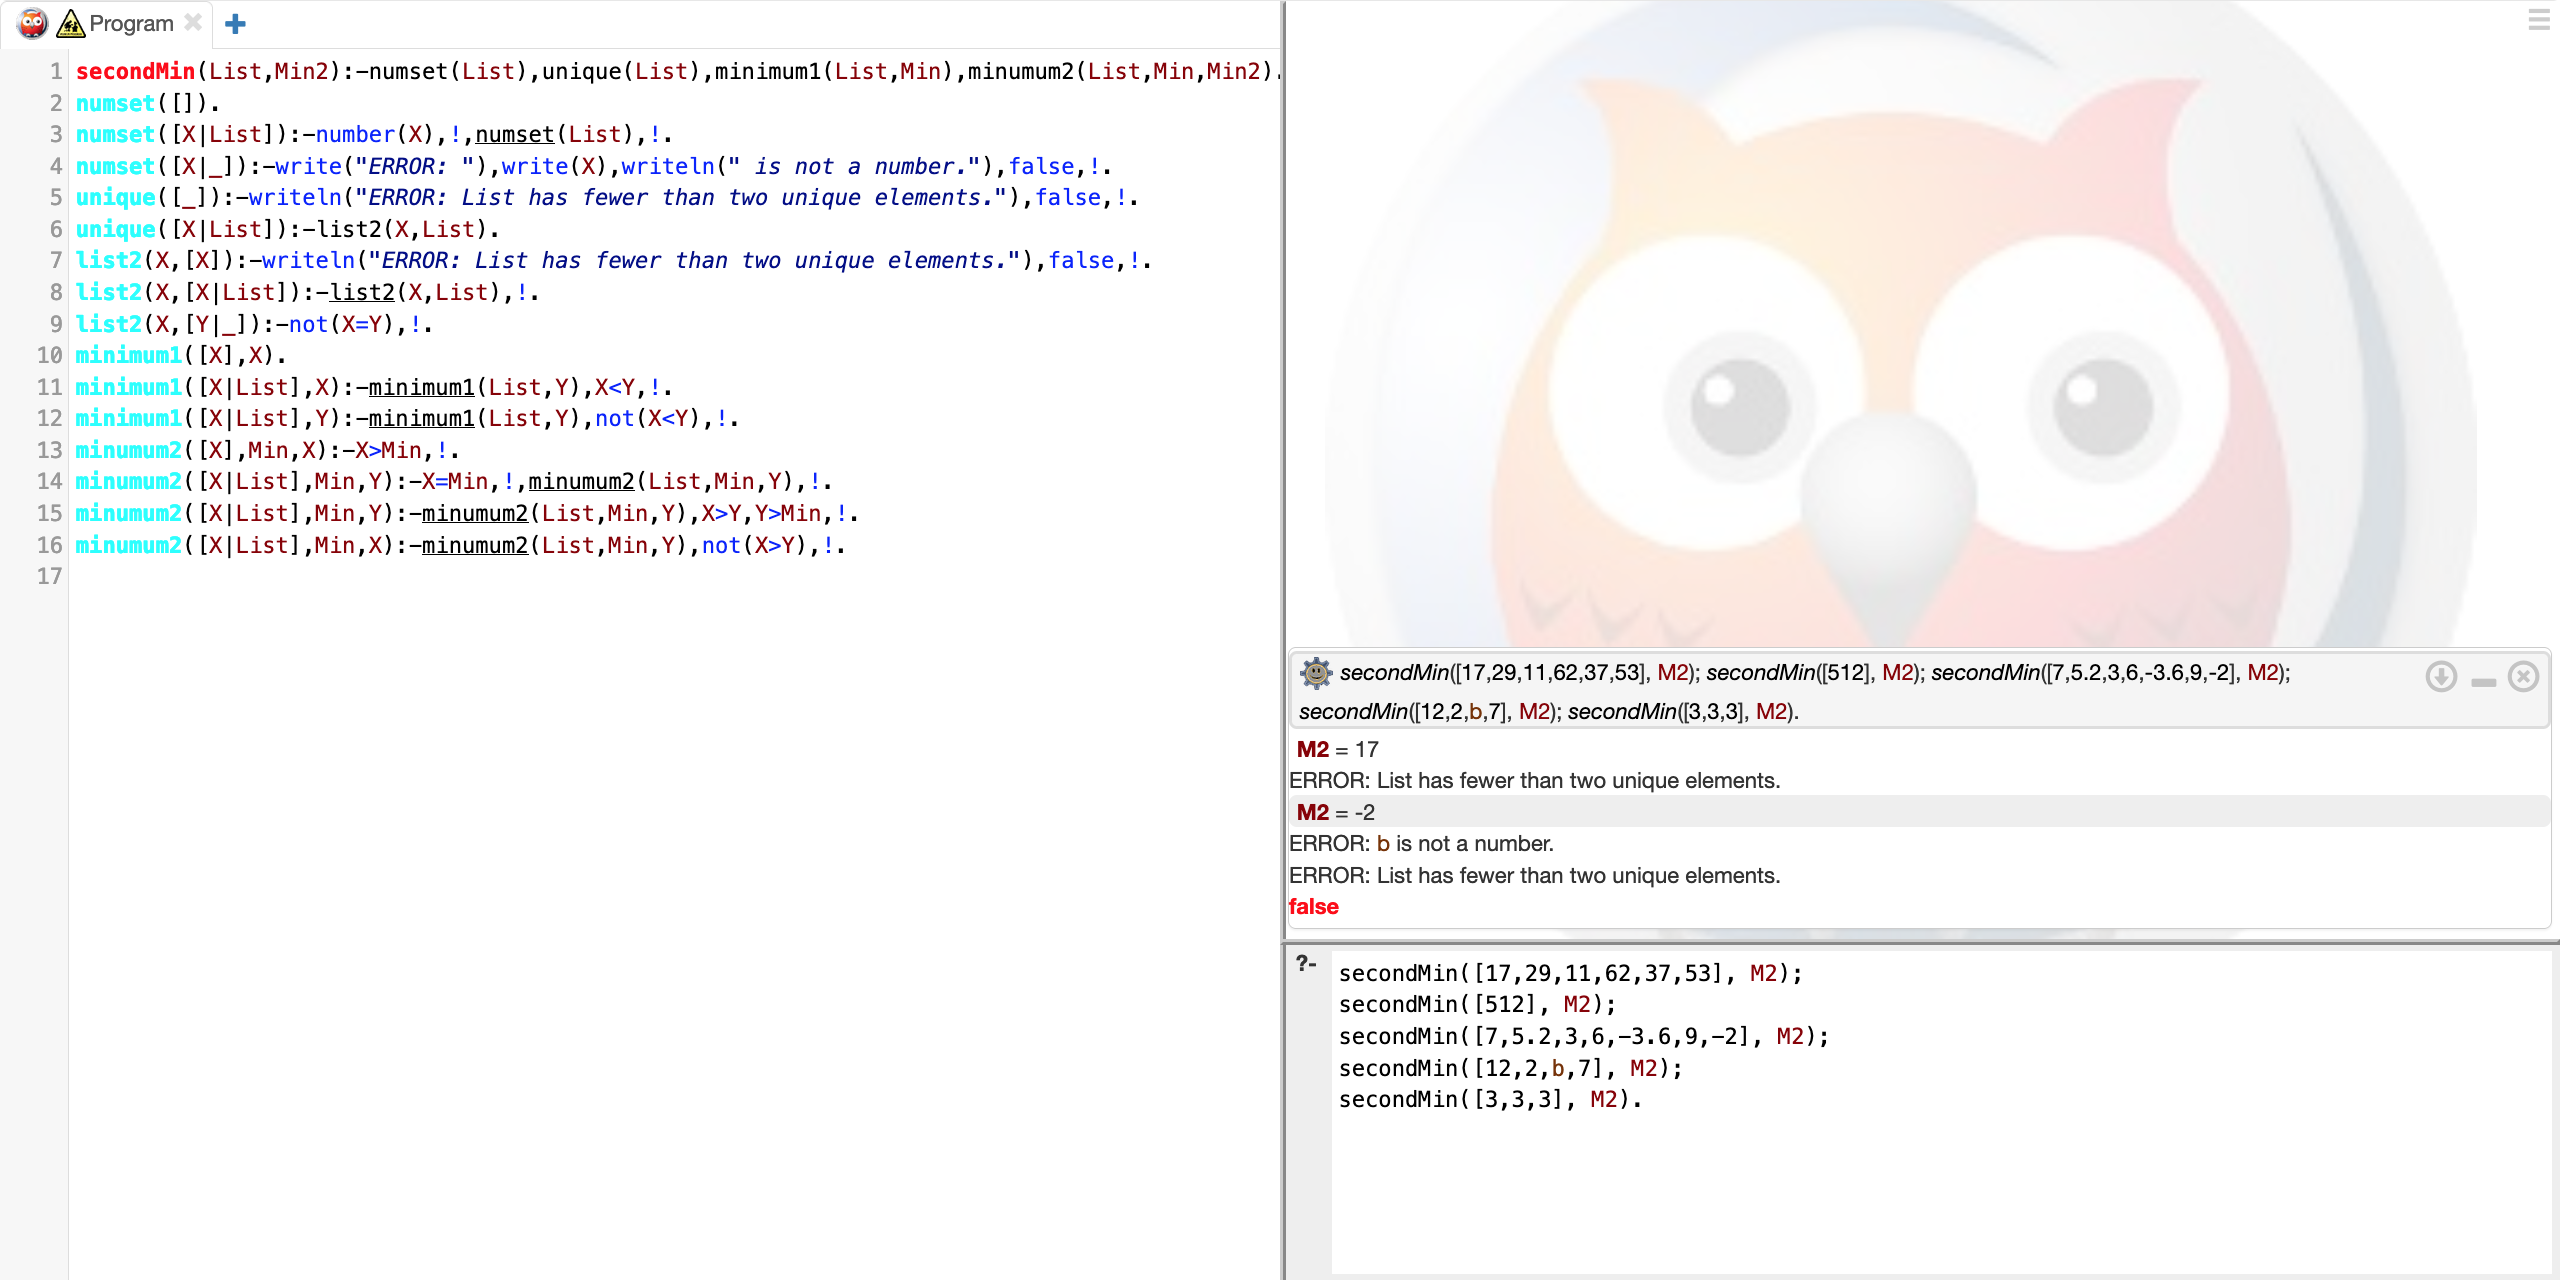 Program
1 secondMin(List,Min2):-numset(List),unique(List),minimum1(List,Min),minumum2(List,Min,Min2).
2 numset([]).
3 numset([X|List]):-number(X),!,numset(List),!.
4 numset([X|_]):-write("ERROR: "),write(X),writeln(" is not a number."),false,!.
5 unique([_]):-writeln("ERROR: List has fewer than two unique elements."),false,!.
6 unique([X|List]):-list2(X,List).
7 list2(X,[X]):-writeln("ERROR: List has fewer than two unique elements."),false,!.
8 list2(X,[X|List]):-list2(X,List),!.
9 list2(X,[Y|_]):-not(X=Y),!.
10 minimum1([X],X).
11 minimum1([X|List],X):-minimum1(List,Y),X<Y,!.
12 minimum1([X|List],Y):-minimum1(List,Y),not(X<Y),!.
13 minumum2([X],Min,X):-X>Min,!.
14 minumum2([X|List],Min,Y):-X=Min,!,minumum2(List,Min,Y),!.
15 minumum2([X|List],Min,Y):-minumum2(List,Min,Y),X>Y,Y>Min,!.
16 minumum2([X|List],Min,X):-minumum2(List,Min,Y),not(X>Y),!.
17
secondMin([17,29,11,62,37,53], M2); secondMin([512], M2); secondMin([7,5.2,3,6,-3.6,9,-2], M2);
secondMin([12,2,b,7], M2); secondMin([3,3,3], M2).
M2 = 17
ERROR: List has fewer than two unique elements.
M2 = -2
ERROR: b is not a number.
ERROR: List has fewer than two unique elements.
false
?- secondMin([17,29,11,62,37,53], M2);
secondMin([512], M2);
secondMin([7,5.2,3,6,-3.6,9,-2], M2);
secondMin([12,2,b,7], M2);
secondMin([3,3,3], M2).